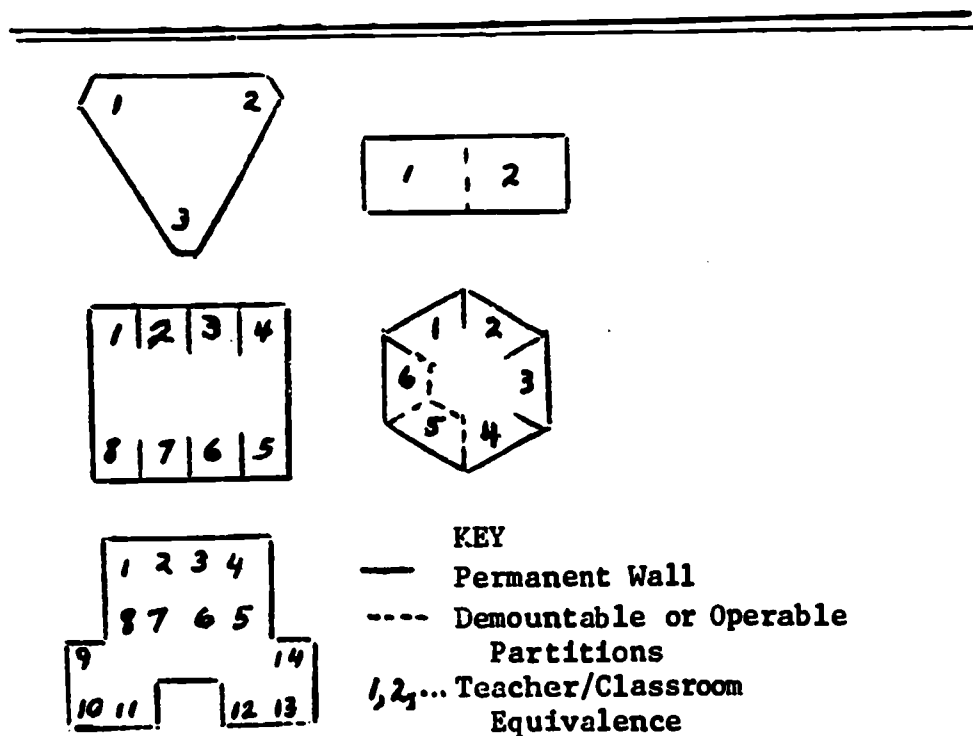 1 2
3
1 2
1 2 3 4
8 7 6 5
1 2
6 3
5 4
1 2 3 4
8 7 6 5
9 14
10 11 12 13
KEY
Permanent Wall
Demountable or Operable
Partitions
1,2,... Teacher/Classroom
Equivalence